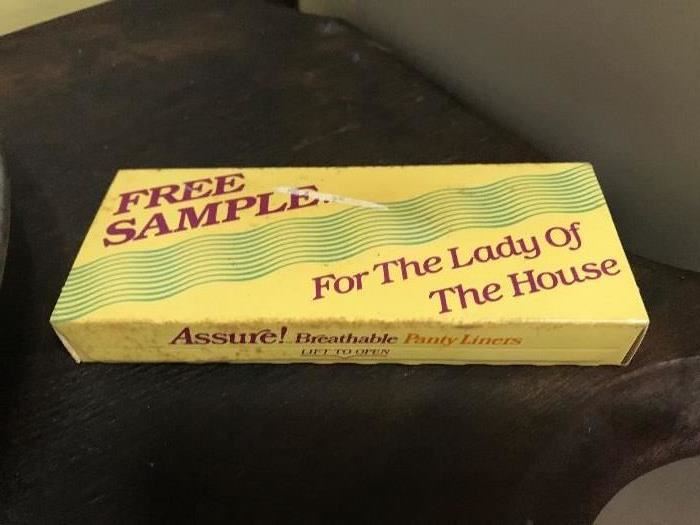 FREE
SAMPLE...
For The Lady Of
The House
Assure! Breathable Panty Liners
LIFT TO OPEN